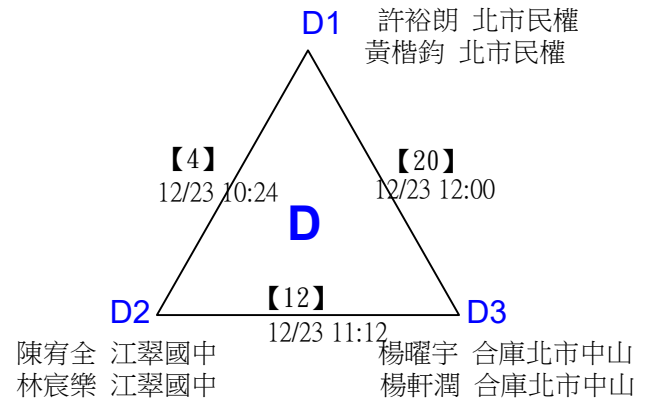 D1 許裕朗 北市民權
黃楷鈞 北市民權
【4】
12/23 10:24
【20】
12/23 12:00
D
【12】
12/23 11:12
D2
D3
陳宥全 江翠國中
林宸樂 江翠國中
楊曜宇 合庫北市中山
楊軒潤 合庫北市中山